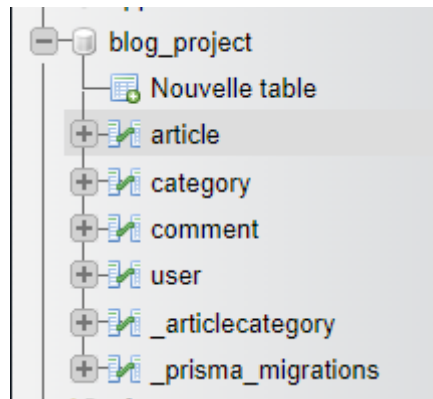 blog_project
Nouvelle table
article
category
comment
user
_articlecategory
_prisma_migrations